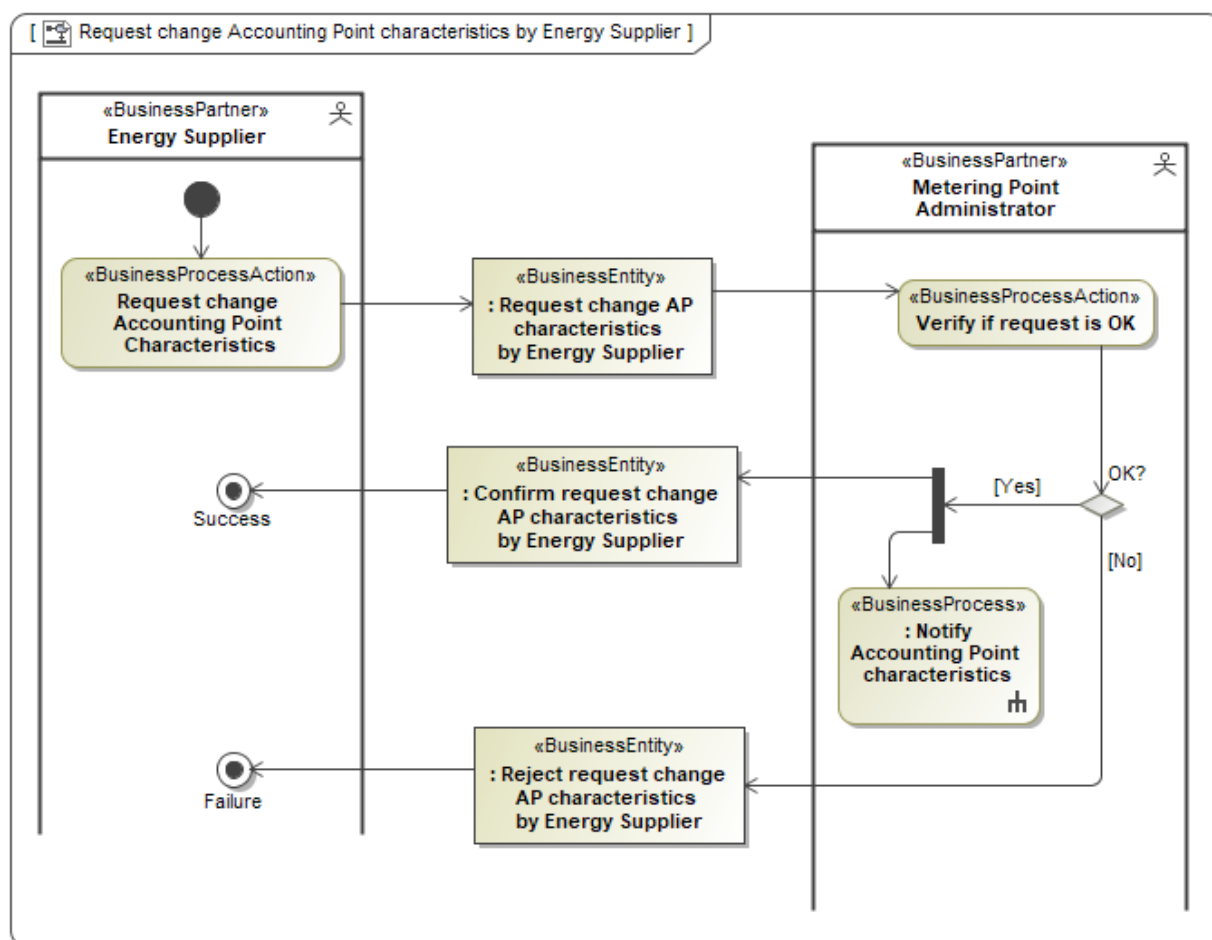 [ Request change Accounting Point characteristics by Energy Supplier ]
«BusinessPartner»
Energy Supplier
«BusinessPartner»
Metering Point
Administrator
«BusinessProcessAction»
Request change
Accounting Point
Characteristics
«BusinessEntity»
: Request change AP
characteristics
by Energy Supplier
«BusinessProcessAction»
Verify if request is OK
Success
«BusinessEntity»
: Confirm request change
AP characteristics
by Energy Supplier
[Yes]
OK?
[No]
«BusinessProcess»
: Notify
Accounting Point
characteristics
Failure
«BusinessEntity»
: Reject request change
AP characteristics
by Energy Supplier